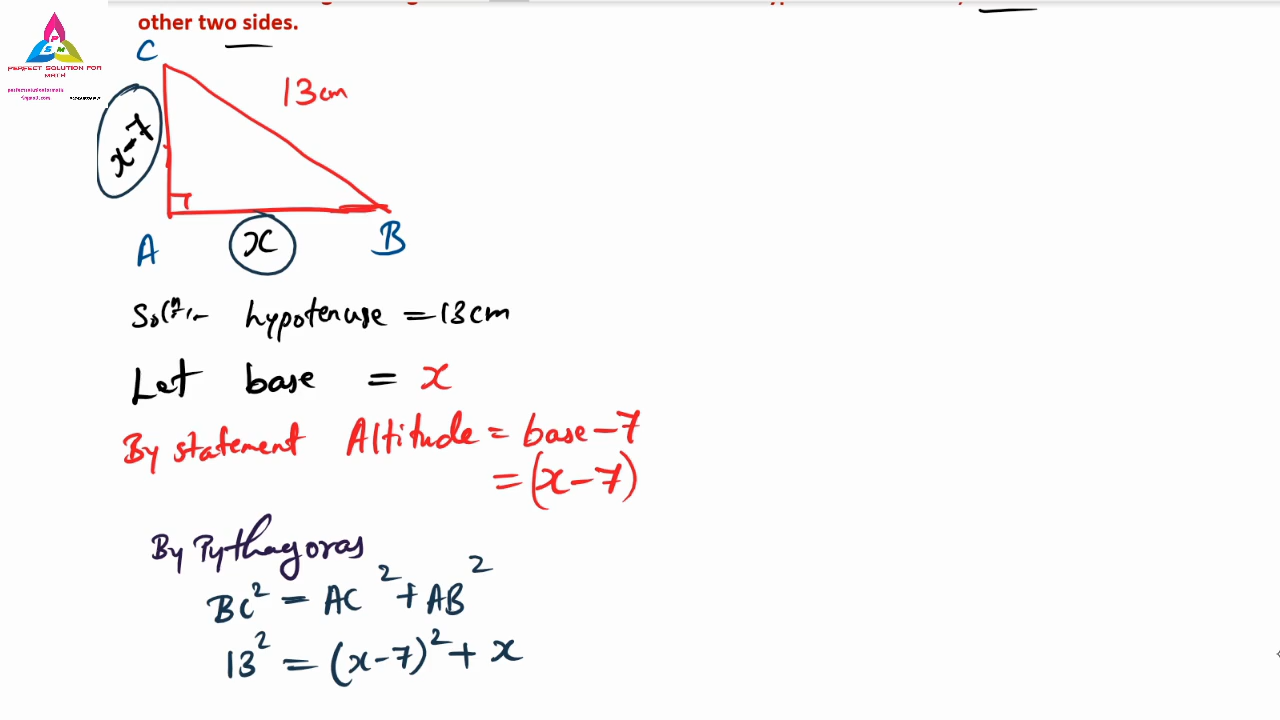 other two sides.
P
S M
PERFECT SOLUTION FOR
MATH
C
13cm
x-7
A
x
B
Sol^n:- hypotenuse = 13cm
Let base = x
By statement Altitude = base - 7
= (x - 7)
By Pythagoras
BC² = AC² + AB²
13² = (x-7)² + x